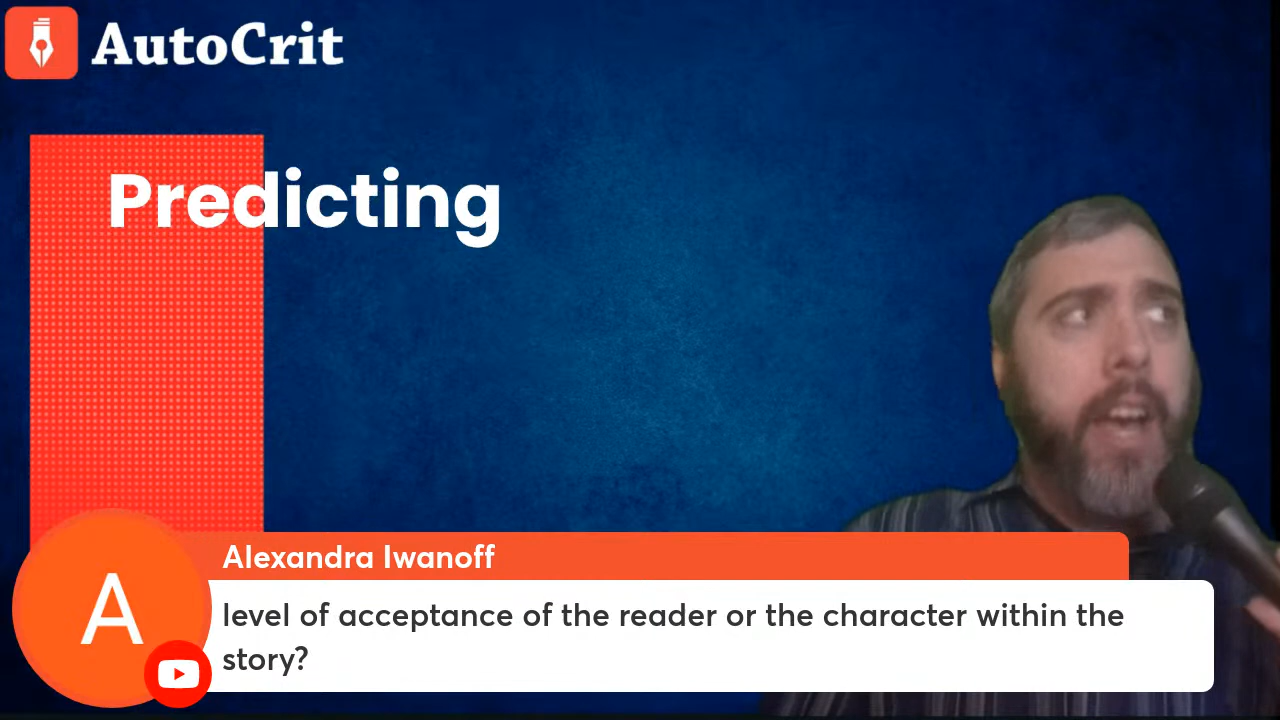 AutoCrit
Predicting
Alexandra Iwanoff
A
level of acceptance of the reader or the character within the
story?